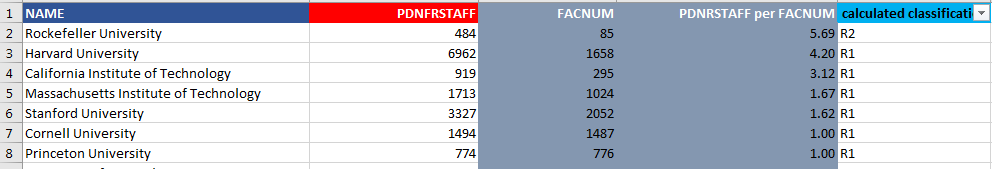 1 NAME PDNFRSTAFF FACNUM PDNRSTAFF per FACNUM calculated classificati
2 Rockefeller University 484 85 5.69 R2
3 Harvard University 6962 1658 4.20 R1
4 California Institute of Technology 919 295 3.12 R1
5 Massachusetts Institute of Technology 1713 1024 1.67 R1
6 Stanford University 3327 2052 1.62 R1
7 Cornell University 1494 1487 1.00 R1
8 Princeton University 774 776 1.00 R1